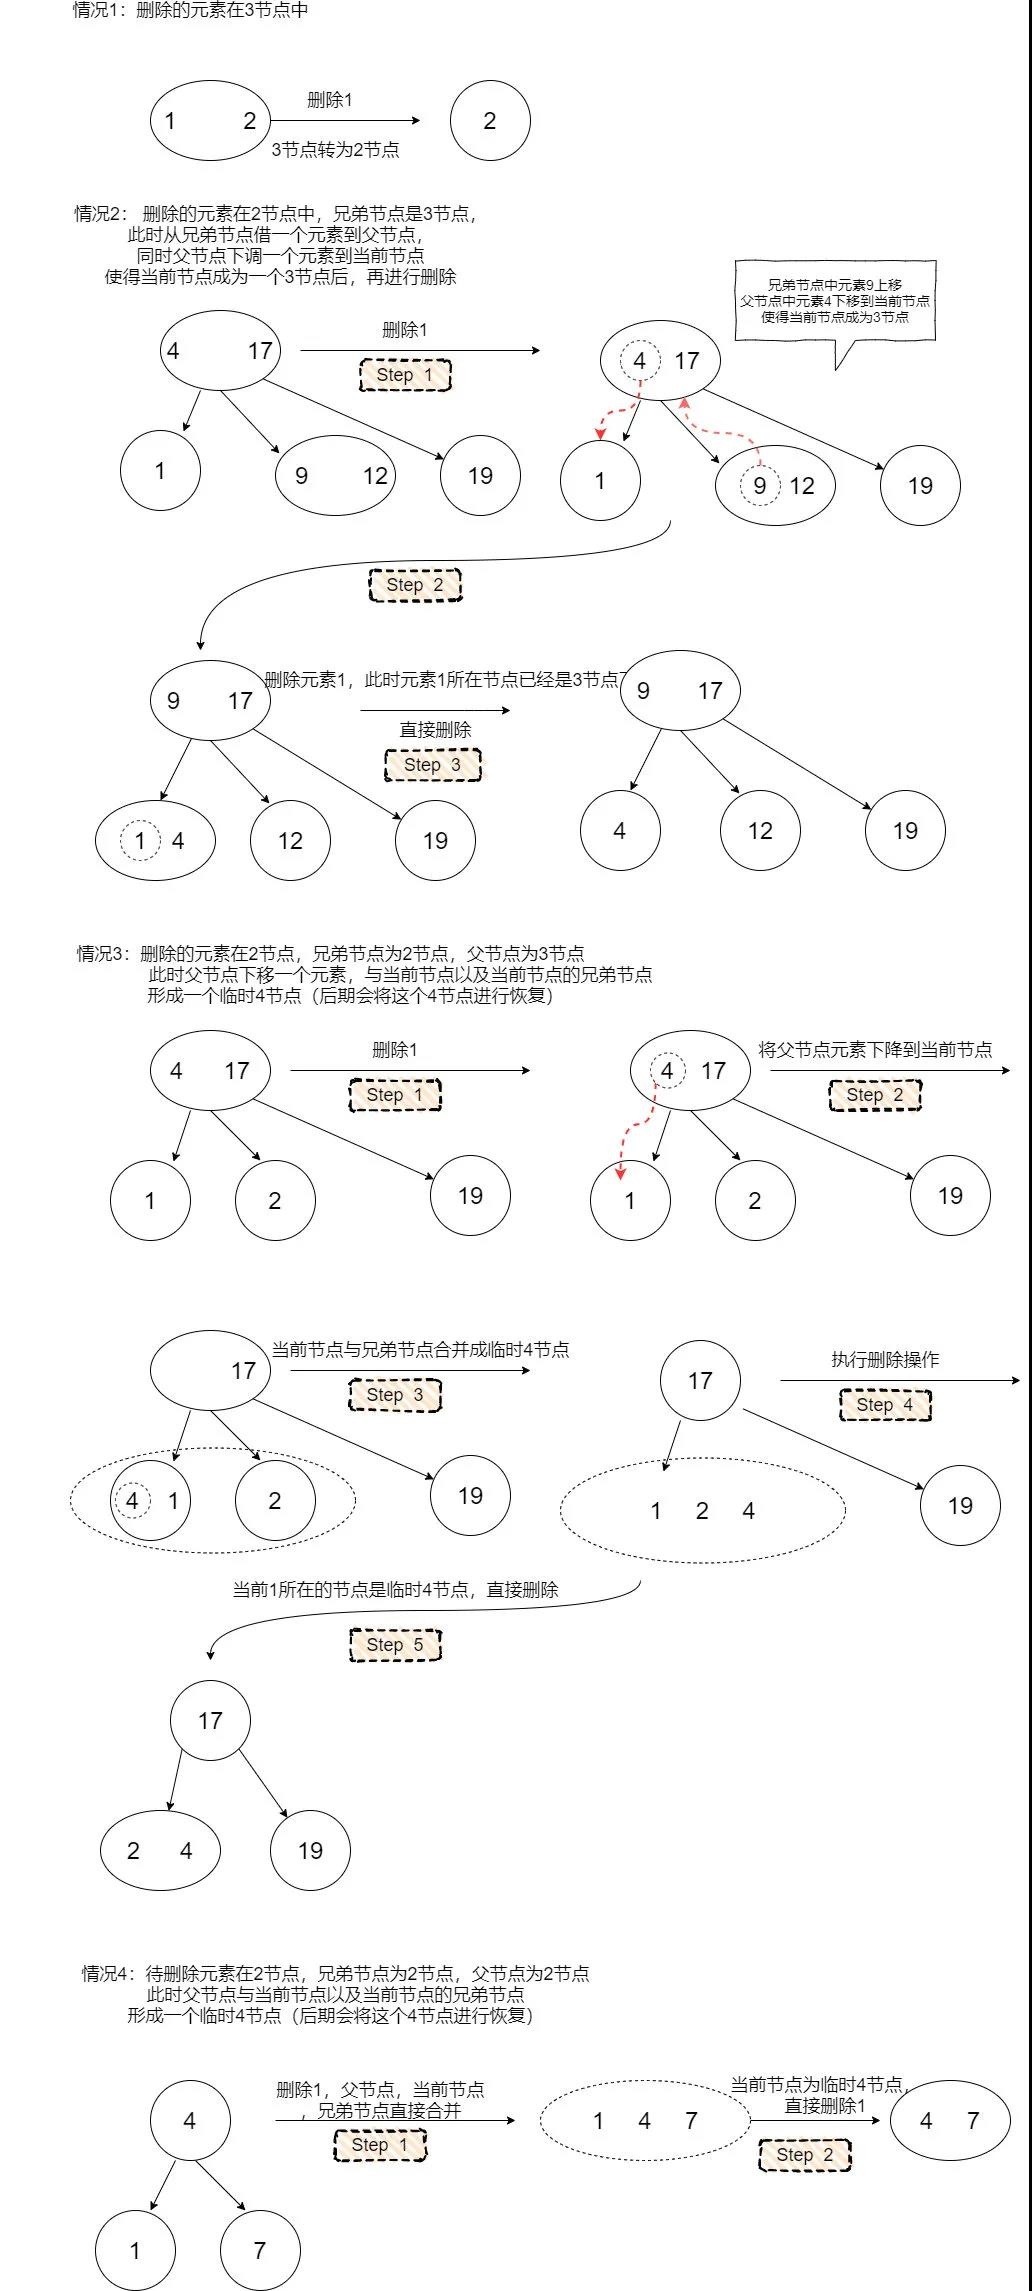 情况1：删除的元素在3节点中
删除1
1 2
2
3节点转为2节点
情况2： 删除的元素在2节点中，兄弟节点是3节点，
此时从兄弟节点借一个元素到父节点，
同时父节点下调一个元素到当前节点
使得当前节点成为一个3节点后，再进行删除
兄弟节点中元素9上移
父节点中元素4下移到当前节点
使得当前节点成为3节点
删除1
4 17
Step 1
4 17
1
9 12
19
1
9 12
19
Step 2
删除元素1，此时元素1所在节点已经是3节点
9 17
9 17
直接删除
Step 3
1 4
12
19
4
12
19
情况3：删除的元素在2节点，兄弟节点为2节点，父节点为3节点
此时父节点下移一个元素，与当前节点以及当前节点的兄弟节点
形成一个临时4节点（后期会将这个4节点进行恢复）
删除1
将父节点元素下降到当前节点
4 17
4 17
Step 1
Step 2
1
2
19
1
2
19
当前节点与兄弟节点合并成临时4节点
执行删除操作
17
17
Step 3
Step 4
4 1
2
19
1 2 4
19
当前1所在的节点是临时4节点，直接删除
Step 5
17
2 4
19
情况4：待删除元素在2节点，兄弟节点为2节点，父节点为2节点
此时父节点与当前节点以及当前节点的兄弟节点
形成一个临时4节点（后期会将这个4节点进行恢复）
删除1，父节点，当前节点
，兄弟节点直接合并
当前节点为临时4节点，
直接删除1
4
1 4 7
4 7
Step 1
Step 2
1
7